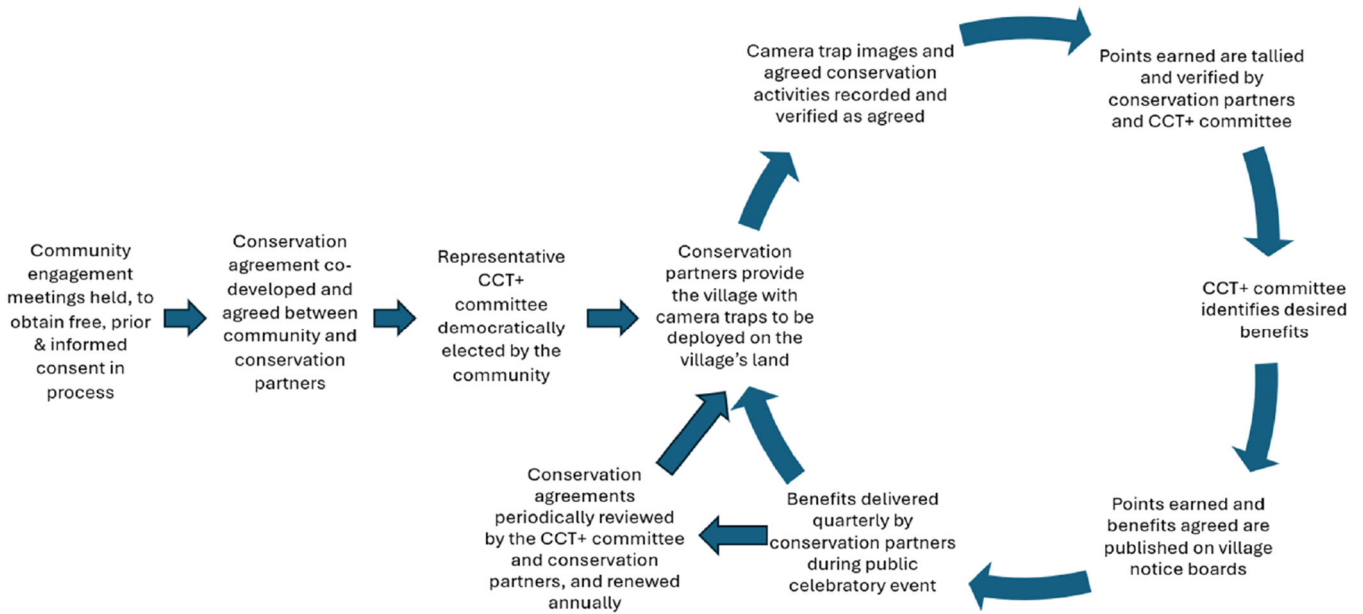 Community
engagement
meetings held, to
obtain free, prior
& informed
consent in
process
Conservation
agreement co-
developed and
agreed between
community and
conservation
partners
Representative
CCT+
committee
democratically
elected by the
community
Conservation
partners provide
the village with
camera traps to be
deployed on the
village's land
Camera trap images and
agreed conservation
activities recorded and
verified as agreed
Points earned are tallied
and verified by
conservation partners
and CCT+ committee
CCT+ committee
identifies desired
benefits
Points earned and
benefits agreed are
published on village
notice boards
Benefits delivered
quarterly by
conservation partners
during public
celebratory event
Conservation
agreements
periodically reviewed
by the CCT+ committee
and conservation
partners, and renewed
annually